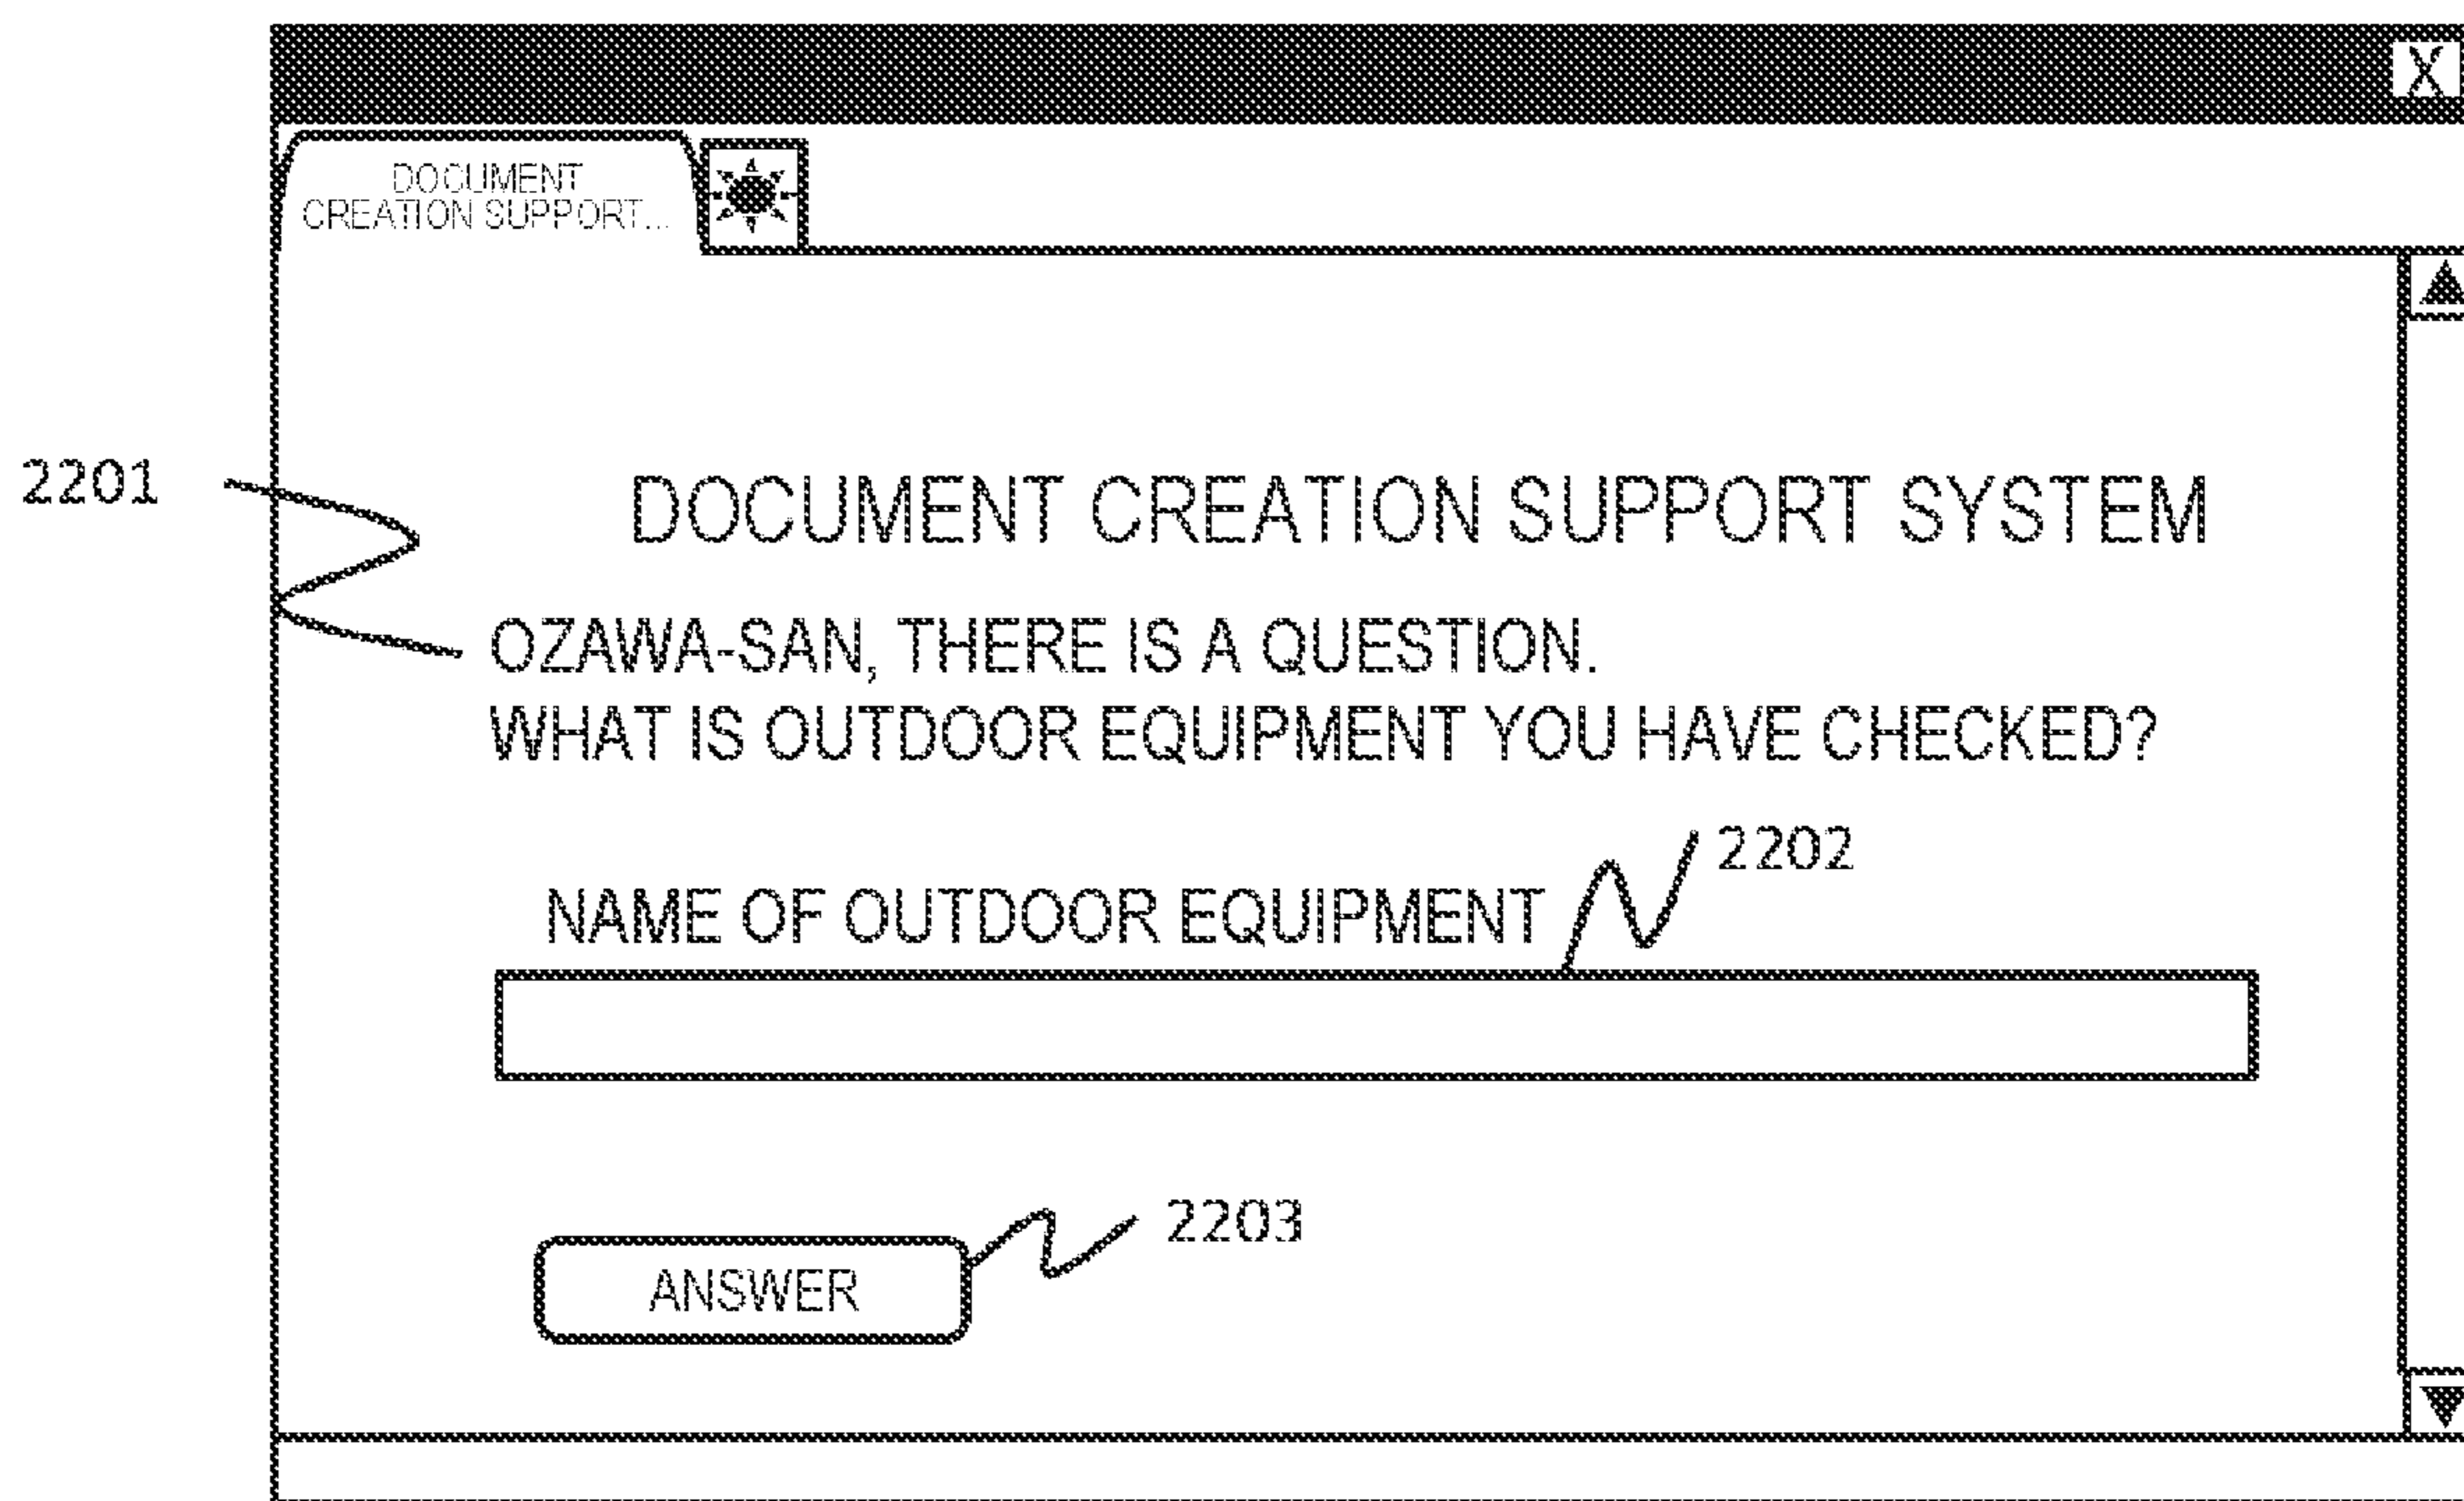 X
DOCUMENT
CREATION SUPPORT...
2201
DOCUMENT CREATION SUPPORT SYSTEM
OZAWA-SAN, THERE IS A QUESTION.
WHAT IS OUTDOOR EQUIPMENT YOU HAVE CHECKED?
2202
NAME OF OUTDOOR EQUIPMENT
2203
ANSWER